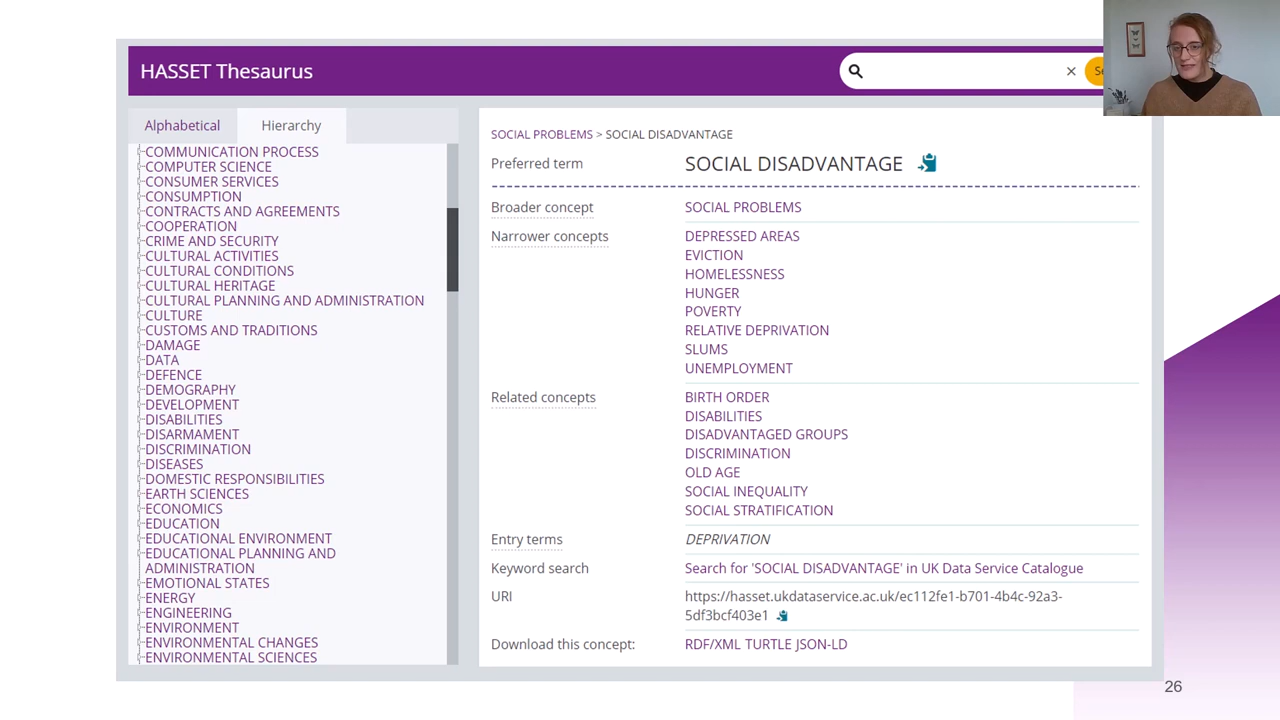 HASSET Thesaurus
Alphabetical
Hierarchy
COMMUNICATION PROCESS
COMPUTER SCIENCE
CONSUMER SERVICES
CONSUMPTION
CONTRACTS AND AGREEMENTS
COOPERATION
CRIME AND SECURITY
CULTURAL ACTIVITIES
CULTURAL CONDITIONS
CULTURAL HERITAGE
CULTURAL PLANNING AND ADMINISTRATION
CULTURE
CUSTOMS AND TRADITIONS
DAMAGE
DATA
DEFENCE
DEMOGRAPHY
DEVELOPMENT
DISABILITIES
DISARMAMENT
DISCRIMINATION
DISEASES
DOMESTIC RESPONSIBILITIES
EARTH SCIENCES
ECONOMICS
EDUCATION
EDUCATIONAL ENVIRONMENT
EDUCATIONAL PLANNING AND
ADMINISTRATION
EMOTIONAL STATES
ENERGY
ENGINEERING
ENVIRONMENT
ENVIRONMENTAL CHANGES
ENVIRONMENTAL SCIENCES
SOCIAL PROBLEMS > SOCIAL DISADVANTAGE
Preferred term SOCIAL DISADVANTAGE
Broader concept SOCIAL PROBLEMS
Narrower concepts DEPRESSED AREAS
EVICTION
HOMELESSNESS
HUNGER
POVERTY
RELATIVE DEPRIVATION
SLUMS
UNEMPLOYMENT
Related concepts BIRTH ORDER
DISABILITIES
DISADVANTAGED GROUPS
DISCRIMINATION
OLD AGE
SOCIAL INEQUALITY
SOCIAL STRATIFICATION
Entry terms DEPRIVATION
Keyword search Search for 'SOCIAL DISADVANTAGE' in UK Data Service Catalogue
URI https://hasset.ukdataservice.ac.uk/ec112fe1-b701-4b4c-92a3-
5df3bcf403e1
Download this concept: RDF/XML TURTLE JSON-LD
26